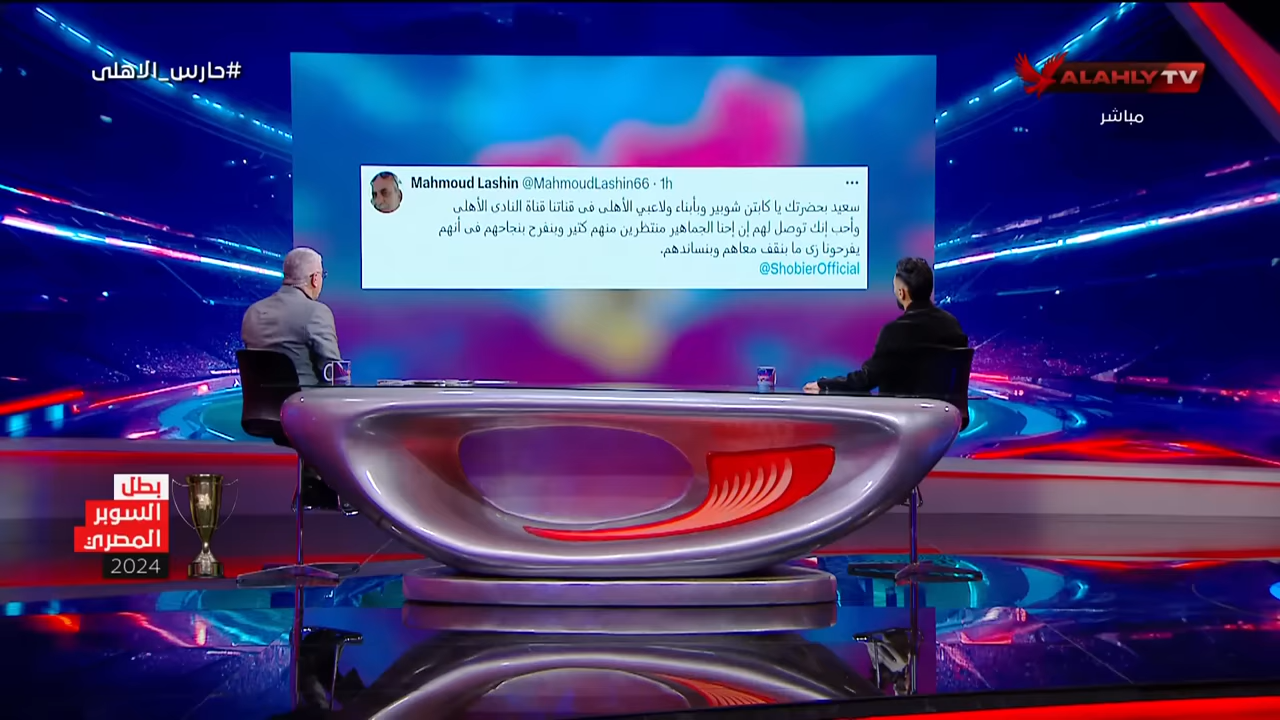 #حارس_الاهلى
ALAHLY TV
مباشر
Mahmoud Lashin @MahmoudLashin66 · 1h
سعيد بحضرتك يا كابتن شوبير وبأبناء ولاعبي الأهلى فى قناتنا قناة النادى الأهلى
وأحب إنك توصل لهم إن إحنا الجماهير منتظرين منهم كتير وبنفرح بنجاحهم فى أنهم
يفرحونا زى ما بنقف معاهم وبنساندهم.
@ShobierOfficial
بطل
السوبر
المصري
2024